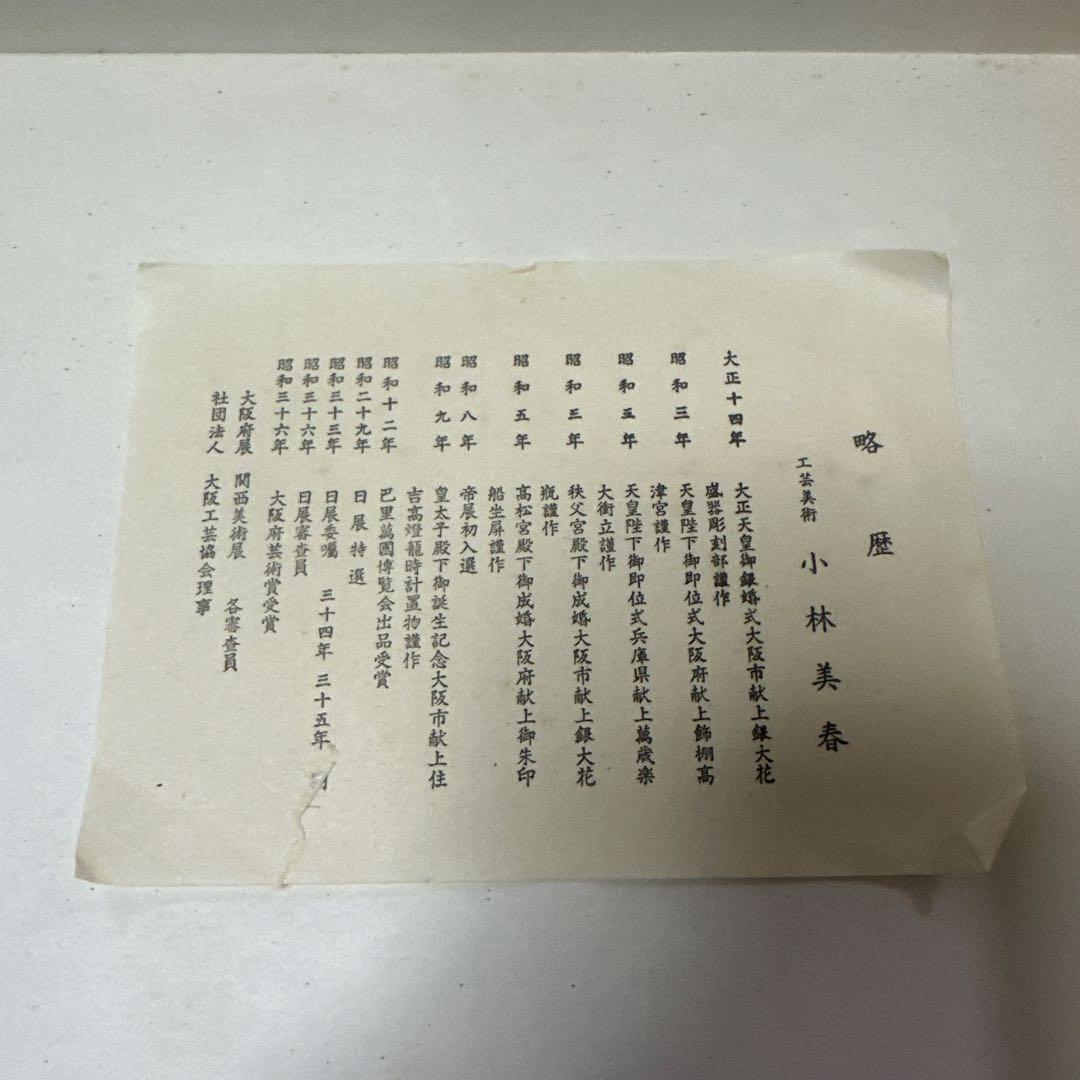 略歴
工芸美術 小林美春
大正十四年 大正天皇御銀婚式大阪市献上銀大花
盛器彫刻部謹作
昭和三年 天皇陛下御即位式大阪府献上飾棚高
津宮謹作
昭和五年 天皇陛下御即位式兵庫県献上萬歳楽
大衝立謹作
昭和三年 秩父宮殿下御成婚大阪市献上銀大花
瓶謹作
昭和五年 高松宮殿下御成婚大阪府献上御朱印
船坐屏謹作
昭和八年 帝展初入選
昭和九年 皇太子殿下御誕生記念大阪市献上住
吉高燈籠時計置物謹作
昭和十二年 巴里萬國博覧会出品受賞
昭和二十九年 日展特選
昭和三十三年 日展委嘱 三十四年 三十五年
昭和三十六年 日展審査員
昭和三十六年 大阪府芸術賞受賞
大阪府展 関西美術展 各審査員
社団法人 大阪工芸協会理事